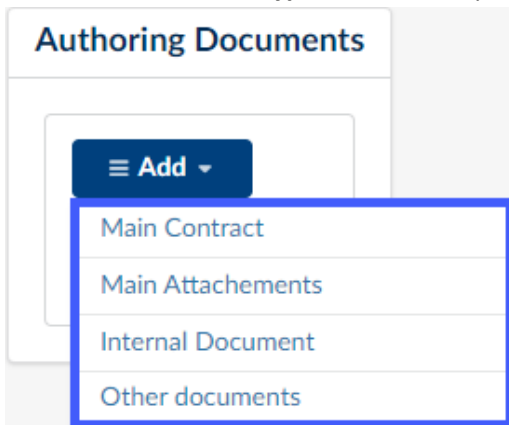 Authoring Documents
Add
Main Contract
Main Attachements
Internal Document
Other documents